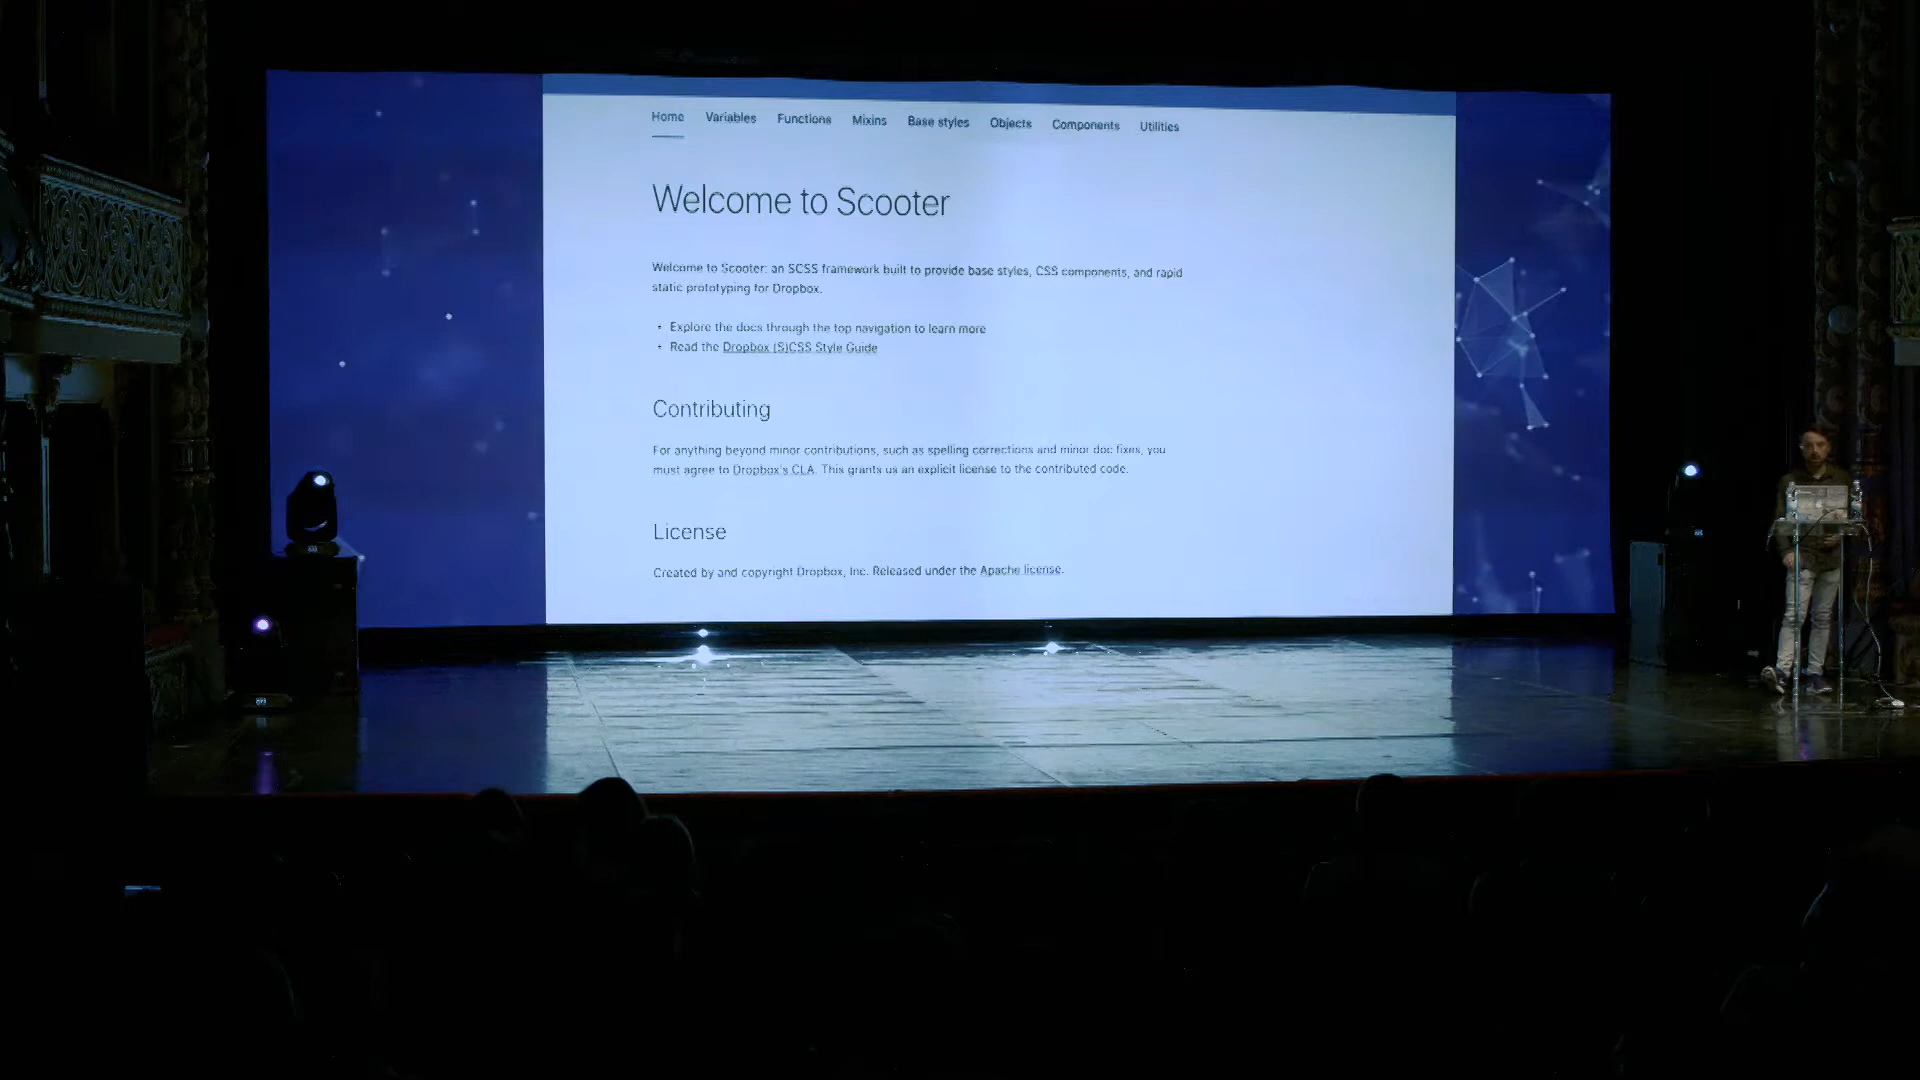 Home Variables Functions Mixins Base styles Objects Components Utilities
Welcome to Scooter
Welcome to Scooter: an SCSS framework built to provide base styles, CSS components, and rapid
static prototyping for Dropbox.
• Explore the docs through the top navigation to learn more
• Read the Dropbox (S)CSS Style Guide
Contributing
For anything beyond minor contributions, such as spelling corrections and minor doc fixes, you
must agree to Dropbox's CLA. This grants us an explicit license to the contributed code.
License
Created by and copyright Dropbox, Inc. Released under the Apache license.